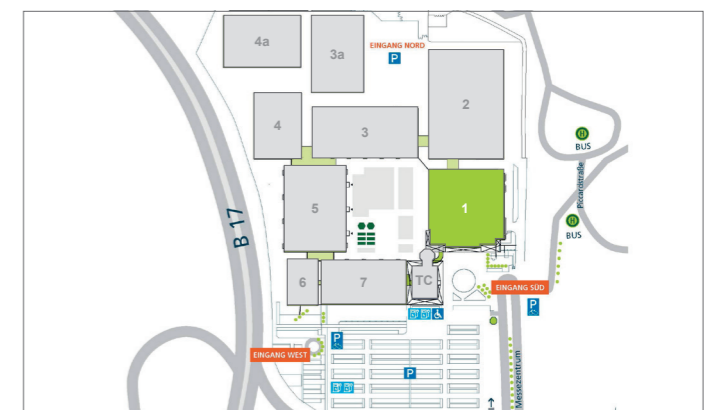 4a
3a
EINGANG NORD
P
2
4
3
H
BUS
Piccardstraße
5
1
H
BUS
B 17
6
7
TC
EINGANG SÜD
P
P
EINGANG WEST
P
Messezentrum